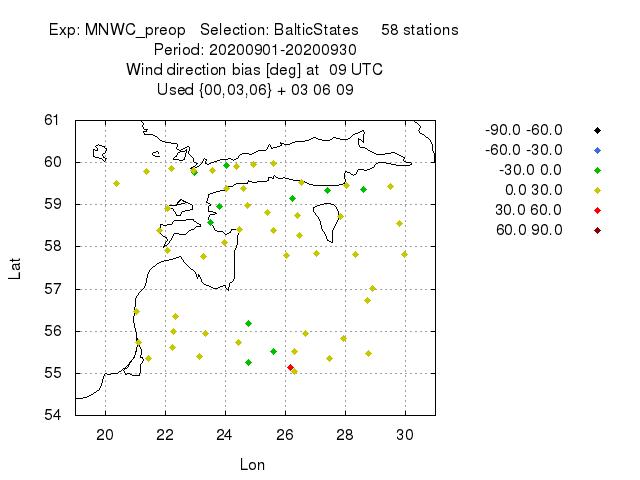 Exp: MNWC_preop   Selection: BalticStates     58 stations
Period: 20200901-20200930
Wind direction bias [deg] at  09 UTC
Used {00,03,06} + 03 06 09
61
60
59
58
57
56
55
54
Lat
20 22 24 26 28 30
Lon
-90.0 -60.0
-60.0 -30.0
-30.0 0.0
0.0 30.0
30.0 60.0
60.0 90.0